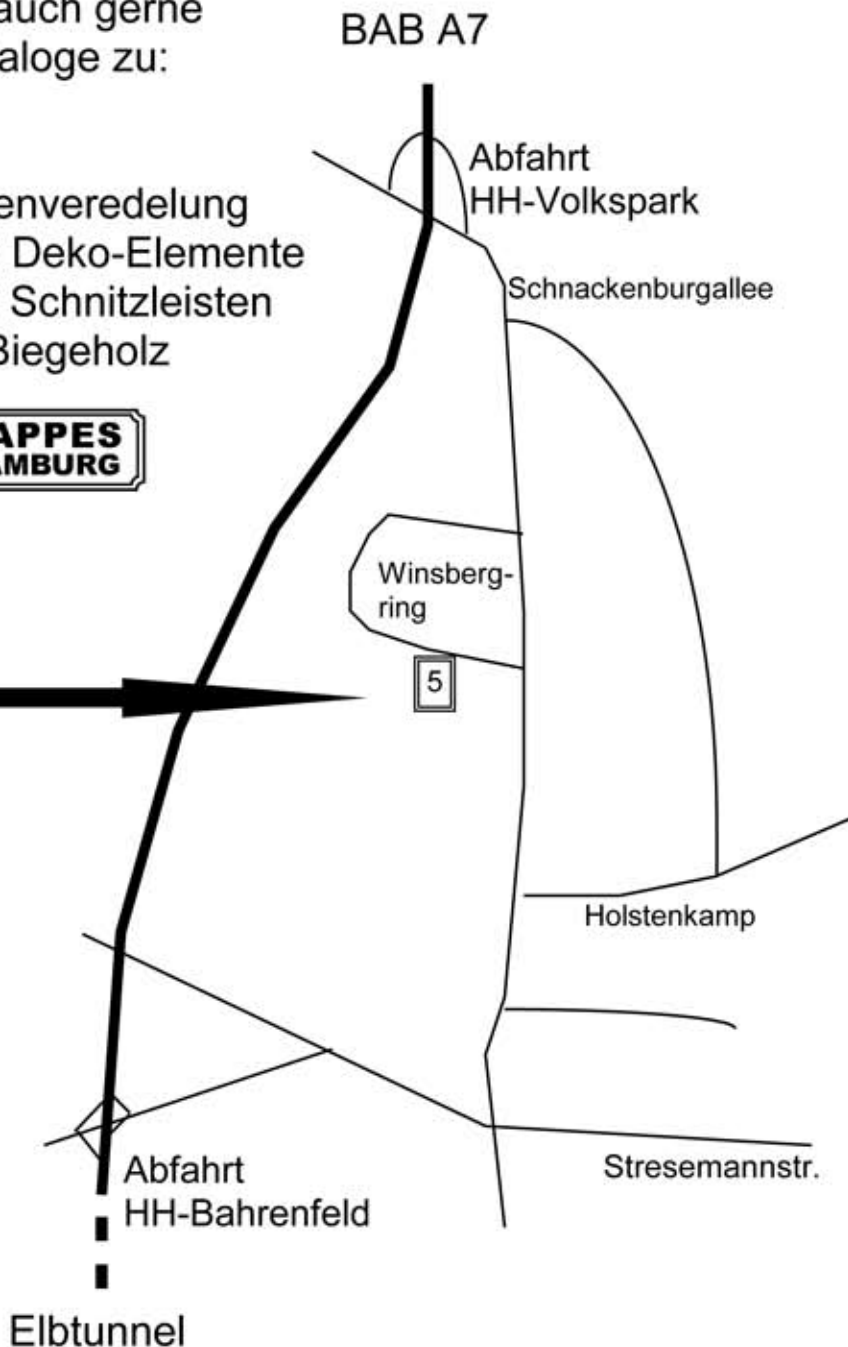 auch gerne
aloge zu:
BAB A7
Abfahrt
HH-Volkspark
enveredelung
Deko-Elemente
Schnitzleisten
Biegeholz
Schnackenburgallee
APPES
AMBURG
Winsberg-
ring
5
Holstenkamp
Stresemannstr.
Abfahrt
HH-Bahrenfeld
Elbtunnel